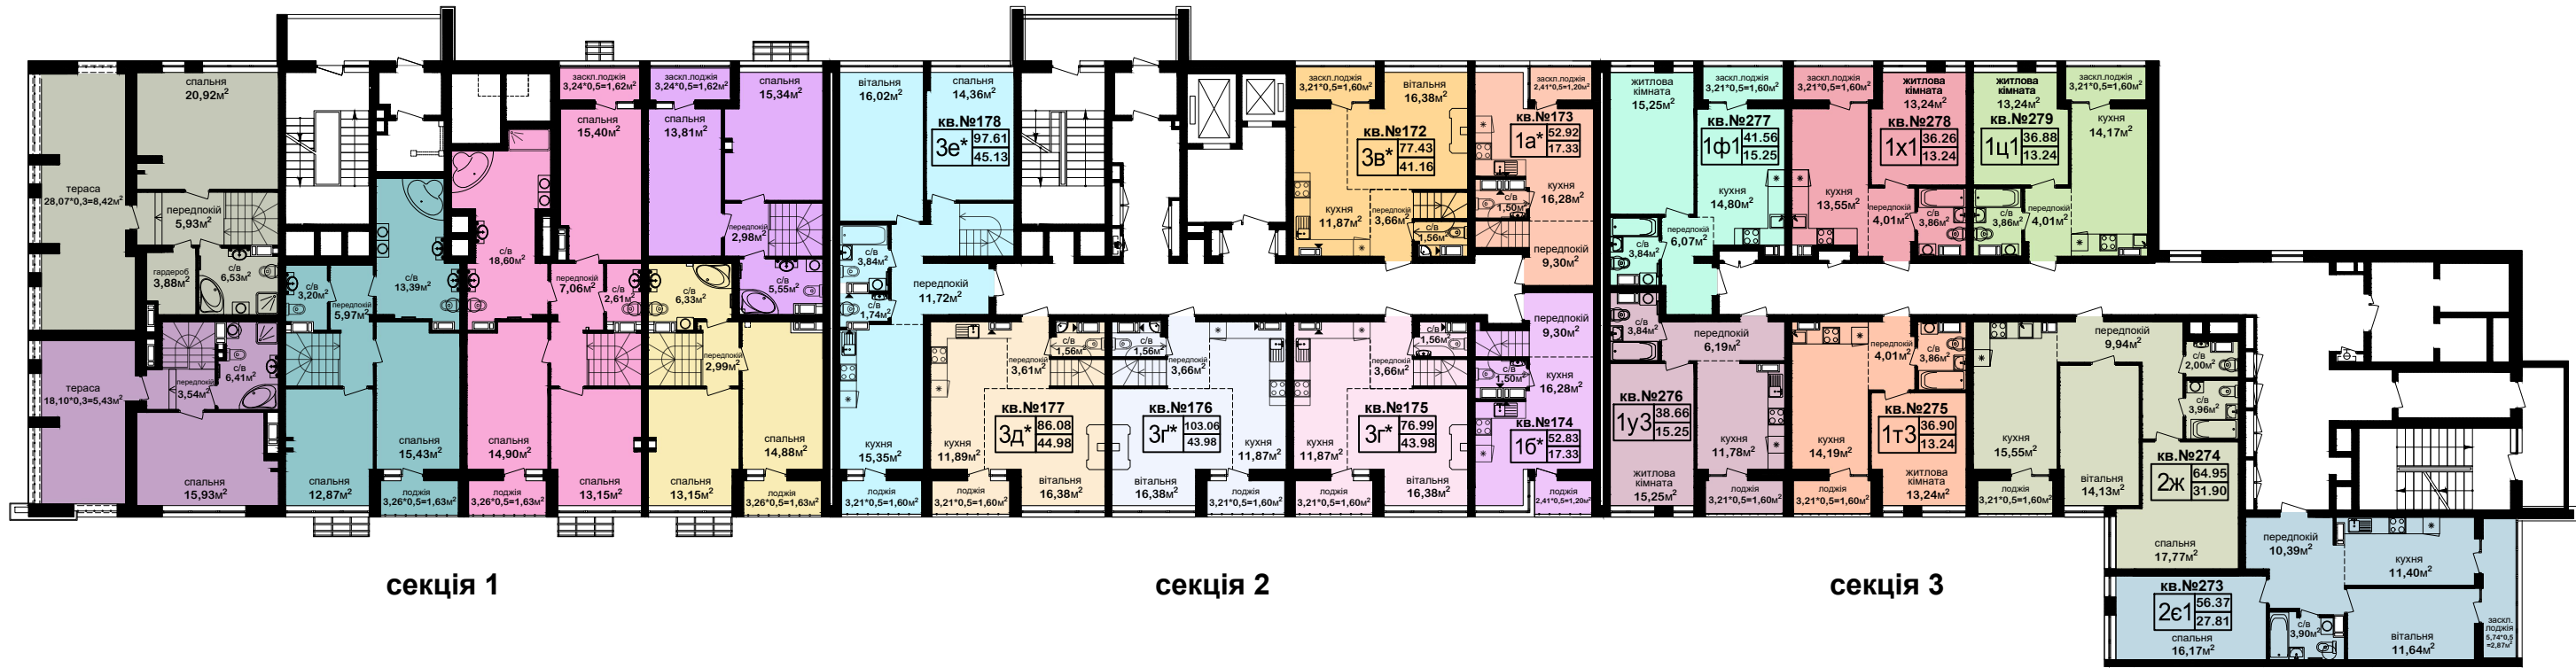 спальня
20,92м²
тераса
28,07*0,3=8,42м²
передпокій
5,93м²
гардероб
3,88м²
с/в
6,53м²
тераса
18,10*0,3=5,43м²
передпокій
3,54м²
с/в
6,41м²
спальня
15,93м²
с/в
3,20м²
передпокій
5,97м²
с/в
13,39м²
спальня
12,87м²
спальня
15,43м²
лоджія
3,26*0,5=1,63м²
заскл.лоджія
3,24*0,5=1,62м²
спальня
15,40м²
с/в
18,60м²
передпокій
7,06м²
с/в
2,61м²
спальня
14,90м²
лоджія
3,26*0,5=1,63м²
спальня
13,15м²
заскл.лоджія
3,24*0,5=1,62м²
спальня
13,81м²
спальня
15,34м²
передпокій
2,98м²
с/в
5,55м²
с/в
6,33м²
передпокій
2,99м²
спальня
13,15м²
спальня
14,88м²
лоджія
3,26*0,5=1,63м²
вітальня
16,02м²
спальня
14,36м²
кв.№178
3е*
97.61
45.13
с/в
3,84м²
с/в
1,74м²
передпокій
11,72м²
кухня
15,35м²
лоджія
3,21*0,5=1,60м²
кв.№177
3д*
86.08
44.98
передпокій
3,61м²
с/в
1,56м²
кухня
11,89м²
вітальня
16,38м²
лоджія
3,21*0,5=1,60м²
кв.№176
3ґ*
103.06
43.98
с/в
1,56м²
передпокій
3,66м²
кухня
11,87м²
вітальня
16,38м²
лоджія
3,21*0,5=1,60м²
кв.№175
3г*
76.99
43.98
передпокій
3,66м²
с/в
1,56м²
кухня
11,87м²
вітальня
16,38м²
лоджія
3,21*0,5=1,60м²
заскл.лоджія
3,21*0,5=1,60м²
вітальня
16,38м²
кв.№172
3в*
77.43
41.16
кухня
11,87м²
передпокій
3,66м²
с/в
1,56м²
заскл.лоджія
2,41*0,5=1,20м²
кв.№173
1а*
52.92
17.33
кухня
16,28м²
с/в
1,50м²
передпокій
9,30м²
передпокій
9,30м²
с/в
1,50м²
кухня
16,28м²
кв.№174
1б*
52.83
17.33
лоджія
2,41*0,5=1,20м²
житлова
кімната
15,25м²
заскл.лоджія
3,21*0,5=1,60м²
кв.№277
1ф1
41.56
15.25
кухня
14,80м²
передпокій
6,07м²
с/в
3,84м²
заскл.лоджія
3,21*0,5=1,60м²
житлова
кімната
13,24м²
кв.№278
1х1
36.26
13.24
кухня
13,55м²
передпокій
4,01м²
с/в
3,86м²
житлова
кімната
13,24м²
заскл.лоджія
3,21*0,5=1,60м²
кв.№279
1ц1
36.88
13.24
кухня
14,17м²
с/в
3,86м²
передпокій
4,01м²
с/в
3,84м²
передпокій
6,19м²
кв.№276
1у3
38.66
15.25
кухня
11,78м²
житлова
кімната
15,25м²
лоджія
3,21*0,5=1,60м²
передпокій
4,01м²
с/в
3,86м²
кв.№275
1т3
36.90
13.24
кухня
14,19м²
житлова
кімната
13,24м²
лоджія
3,21*0,5=1,60м²
передпокій
9,94м²
с/в
2,00м²
с/в
3,96м²
кухня
15,55м²
вітальня
14,13м²
лоджія
3,21*0,5=1,60м²
кв.№274
2ж
64.95
31.90
спальня
17,77м²
передпокій
10,39м²
кухня
11,40м²
кв.№273
2є1
56.37
27.81
спальня
16,17м²
с/в
3,90м²
вітальня
11,64м²
заскл.
лоджія
5,74*0,5
=2,87м²
секція 1
секція 2
секція 3